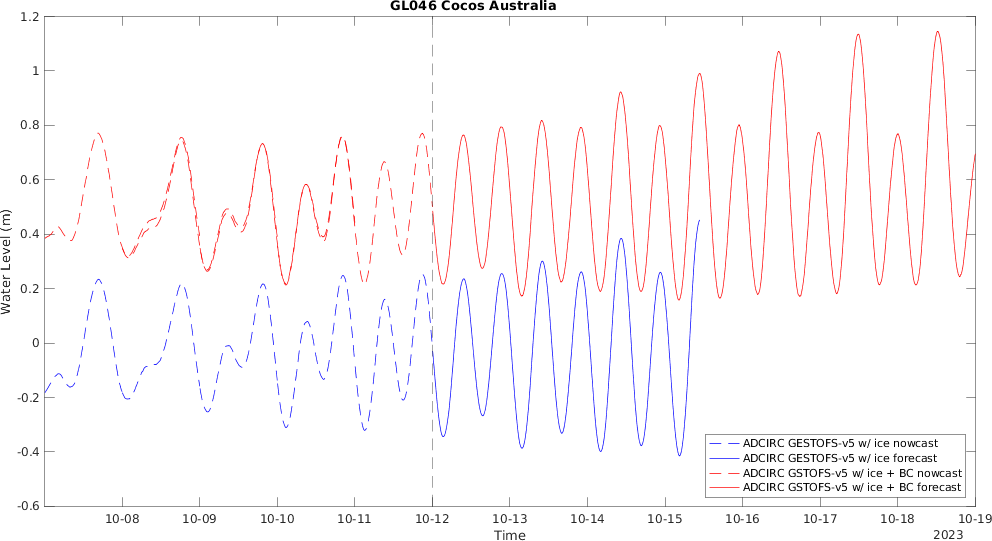 GL046 Cocos Australia
1.2
1
0.8
0.6
0.4
0.2
0
-0.2
-0.4
-0.6
Water Level (m)
ADCIRC GESTOFS-v5 w/ ice nowcast
ADCIRC GESTOFS-v5 w/ ice forecast
ADCIRC GSTOFS-v5 w/ ice + BC nowcast
ADCIRC GSTOFS-v5 w/ ice + BC forecast
10-08 10-09 10-10 10-11 10-12 10-13 10-14 10-15 10-16 10-17 10-18 10-19
Time
2023